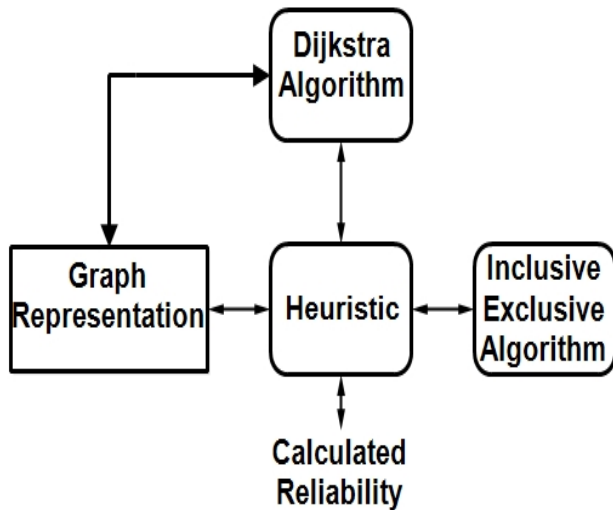 Dijkstra
Algorithm
Graph
Representation
Heuristic
Inclusive
Exclusive
Algorithm
Calculated
Reliability